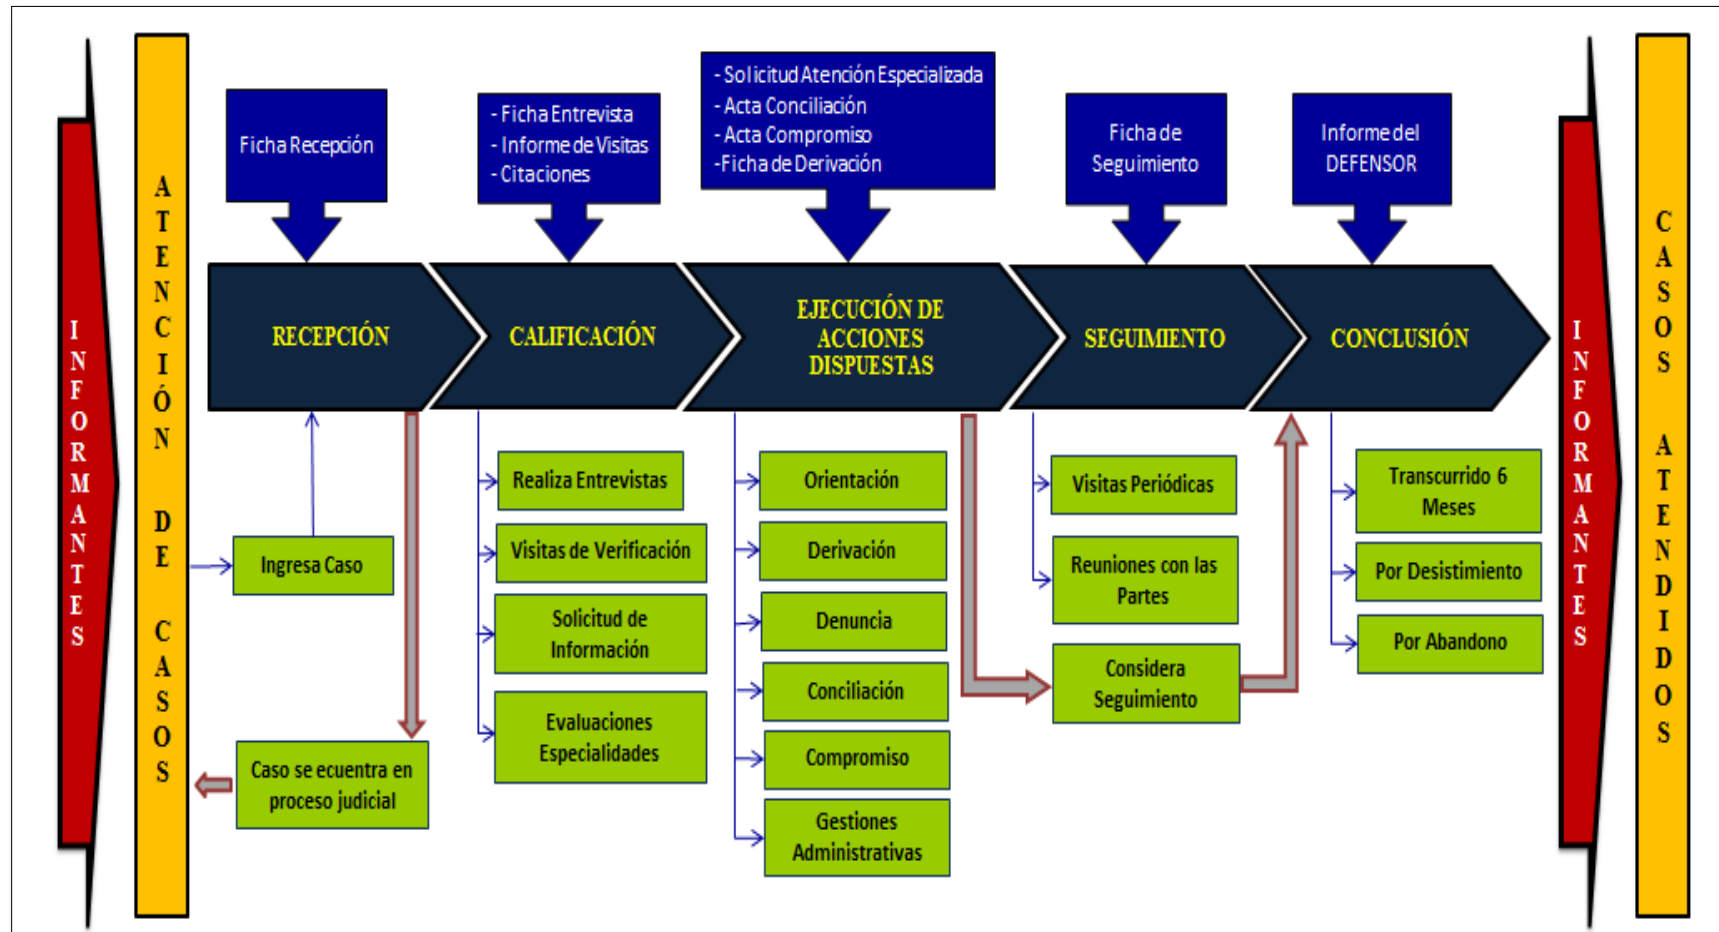 INFORMANTES
ATENCIÓN DE CASOS
Ficha Recepción
- Ficha Entrevista
- Informe de Visitas
- Citaciones
- Solicitud Atención Especializada
- Acta Conciliación
- Acta Compromiso
-Ficha de Derivación
Ficha de
Seguimiento
Informe del
DEFENSOR
RECEPCIÓN
CALIFICACIÓN
EJECUCIÓN DE
ACCIONES
DISPUESTAS
SEGUIMIENTO
CONCLUSIÓN
Ingresa Caso
Caso se ecuentra en
proceso judicial
Realiza Entrevistas
Visitas de Verificación
Solicitud de
Información
Evaluaciones
Especialidades
Orientación
Derivación
Denuncia
Conciliación
Compromiso
Gestiones
Administrativas
Visitas Periódicas
Reuniones con las
Partes
Considera
Seguimiento
Transcurrido 6
Meses
Por Desistimiento
Por Abandono
INFORMANTES
CASOS ATENDIDOS